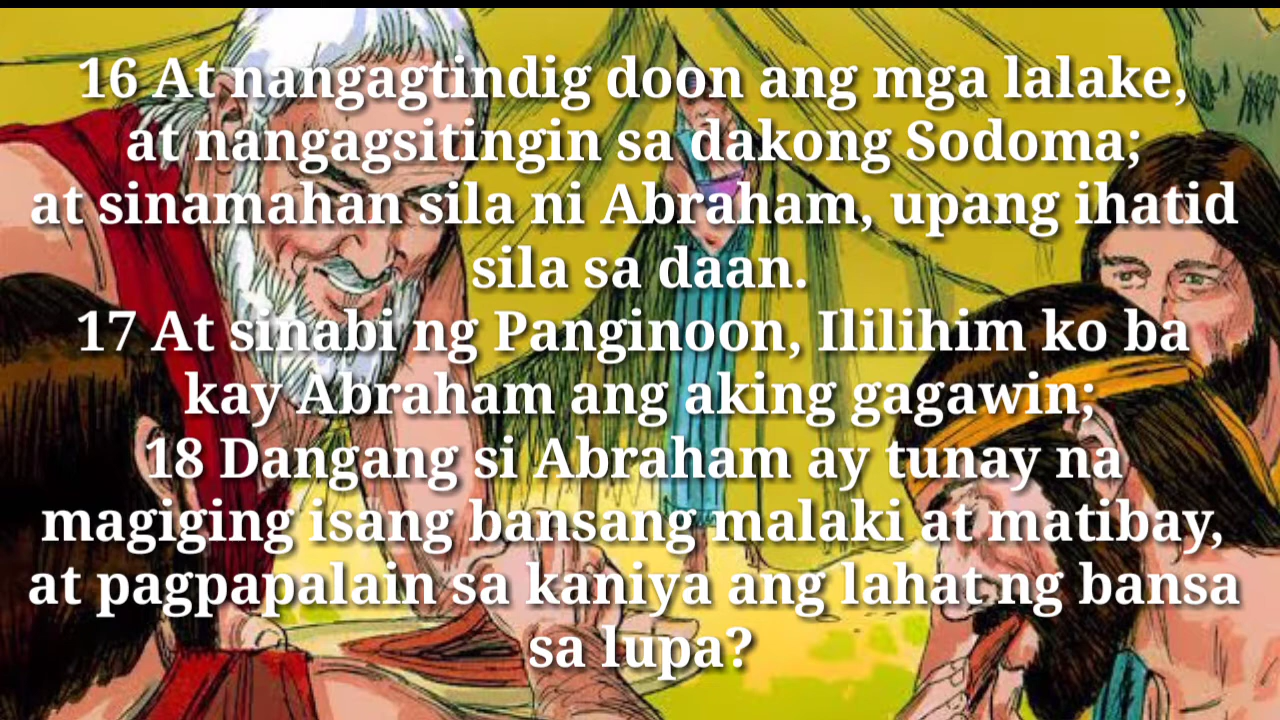 16 At nangagtindig doon ang mga lalake,
at nangagsitingin sa dakong Sodoma;
at sinamahan sila ni Abraham, upang ihatid
sila sa daan.
17 At sinabi ng Panginoon, Ililihim ko ba
kay Abraham ang aking gagawin;
18 Dangang si Abraham ay tunay na
magiging isang bansang malaki at matibay,
at pagpapalain sa kaniya ang lahat ng bansa
sa lupa?